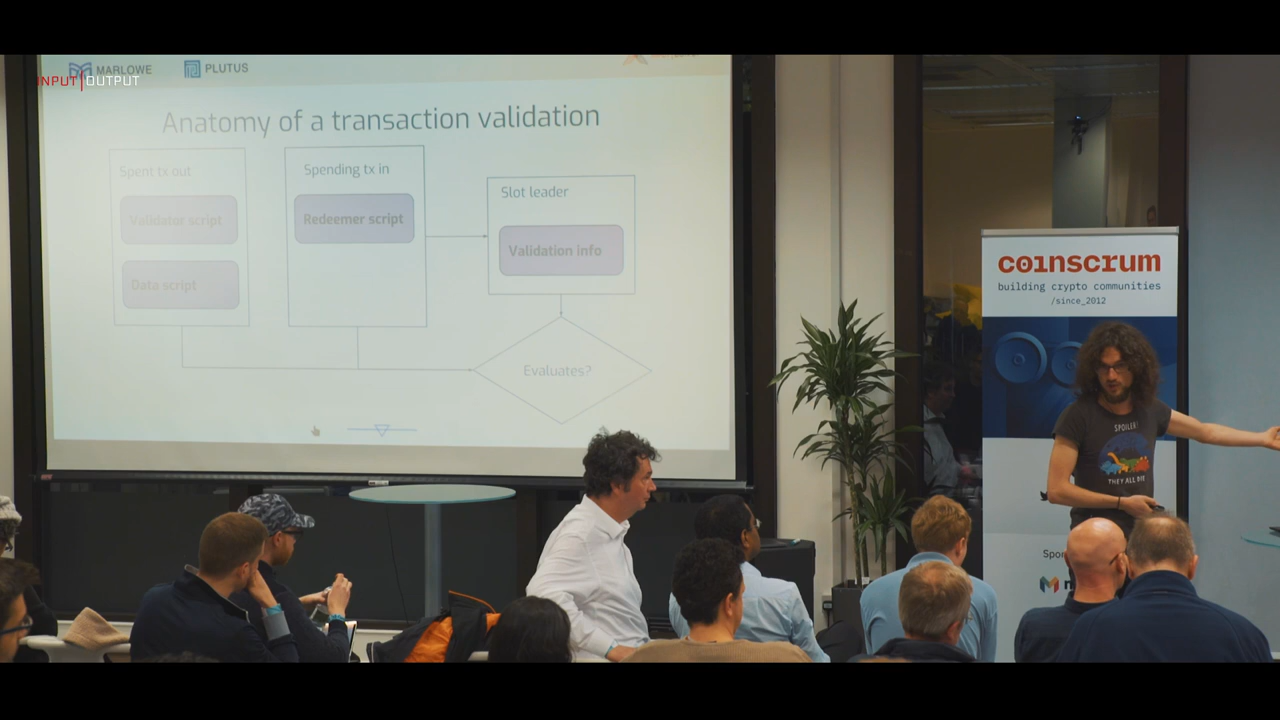 MARLOWE
PLUTUS
INPUT OUTPUT
Anatomy of a transaction validation
Spent tx out
Validator script
Data script
Spending tx in
Redeemer script
Slot leader
Validation info
Evaluates?
coinscrum
building crypto communities
/since_2012
SPOILER!
THEY ALL DIE